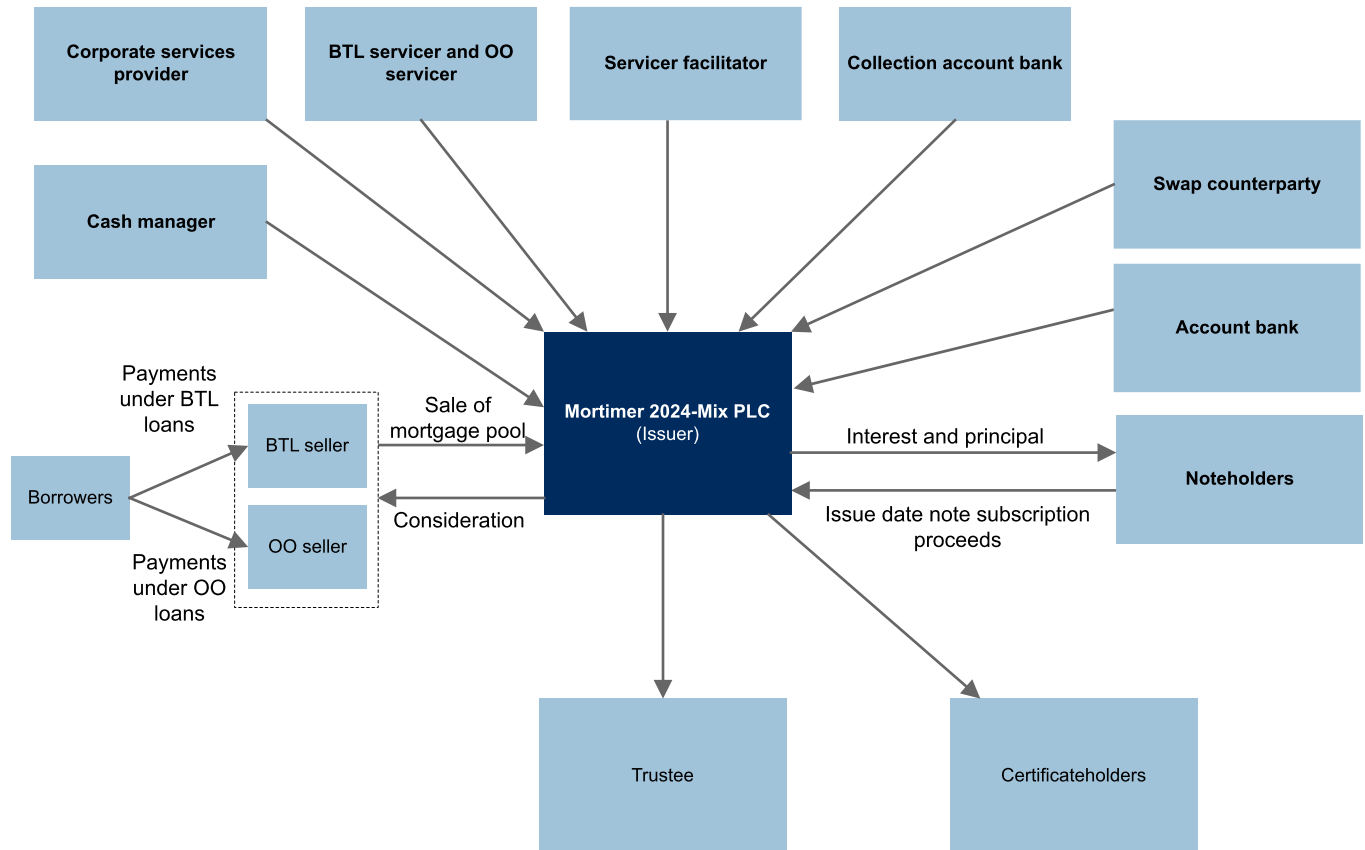 Corporate services
provider
BTL servicer and OO
servicer
Servicer facilitator
Collection account bank
Swap counterparty
Cash manager
Account bank
Payments
under BTL
loans
Sale of
mortgage pool
Mortimer 2024-Mix PLC
(Issuer)
Interest and principal
BTL seller
Borrowers
Noteholders
Consideration
Issue date note subscription
proceeds
OO seller
Payments
under OO
loans
Trustee
Certificateholders